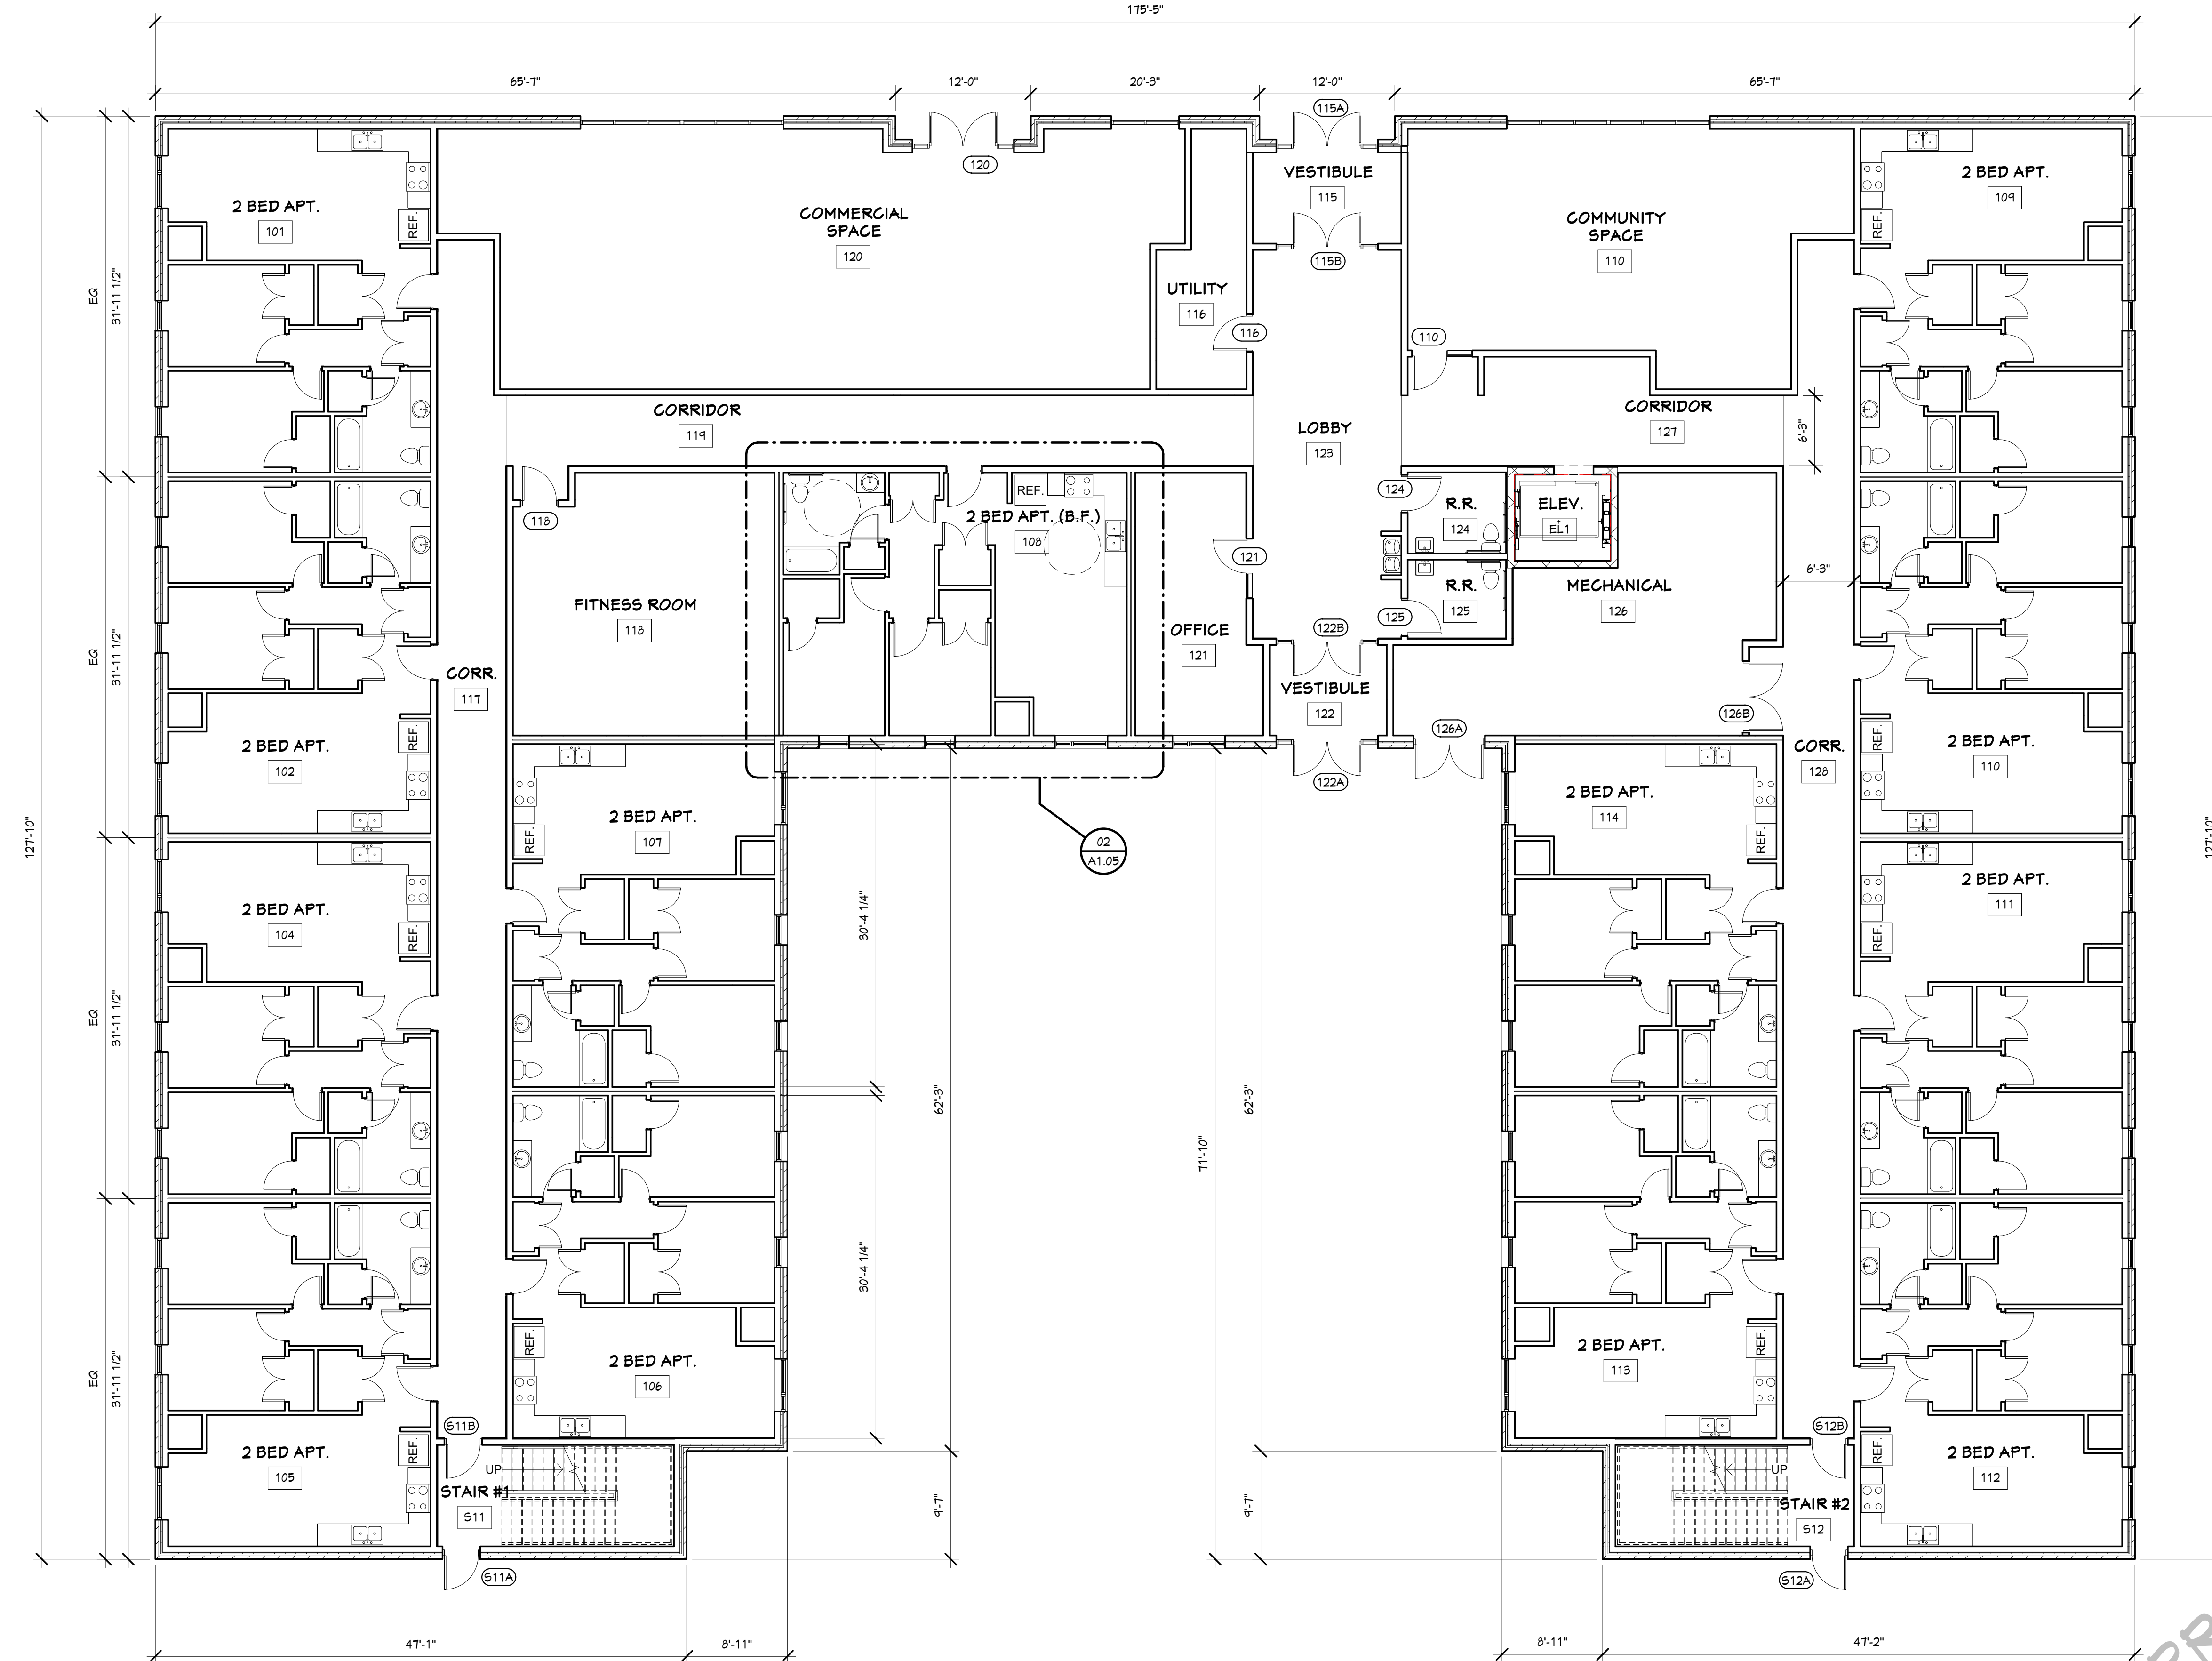 175'-5"
65'-7"
12'-0"
20'-3"
12'-0"
65'-7"
115A
120
VESTIBULE
115
115B
2 BED APT.
101
REF.
COMMERCIAL
SPACE
120
UTILITY
116
116
COMMUNITY
SPACE
110
110
2 BED APT.
109
REF.
EQ
31'-11 1/2"
CORRIDOR
119
LOBBY
123
CORRIDOR
127
6'-3"
118
REF.
2 BED APT. (B.F.)
108
124
R.R.
124
ELEV.
EL1
121
R.R.
125
125
MECHANICAL
126
6'-3"
FITNESS ROOM
118
OFFICE
121
122B
EQ
31'-11 1/2"
CORR.
117
VESTIBULE
122
126B
126A
122A
2 BED APT.
102
REF.
CORR.
128
REF.
2 BED APT.
110
2 BED APT.
107
REF.
2 BED APT.
114
REF.
127'-10"
127'-10"
02
A1.05
2 BED APT.
104
REF.
2 BED APT.
111
REF.
30'-4 1/4"
EQ
31'-11 1/2"
62'-3"
71'-10"
62'-3"
30'-4 1/4"
EQ
31'-11 1/2"
REF.
2 BED APT.
106
2 BED APT.
113
REF.
S11B
S12B
2 BED APT.
105
REF.
UP
STAIR #1
S11
S11A
9'-7"
9'-7"
UP
STAIR #2
S12
S12A
REF.
2 BED APT.
112
47'-1"
8'-11"
8'-11"
47'-2"